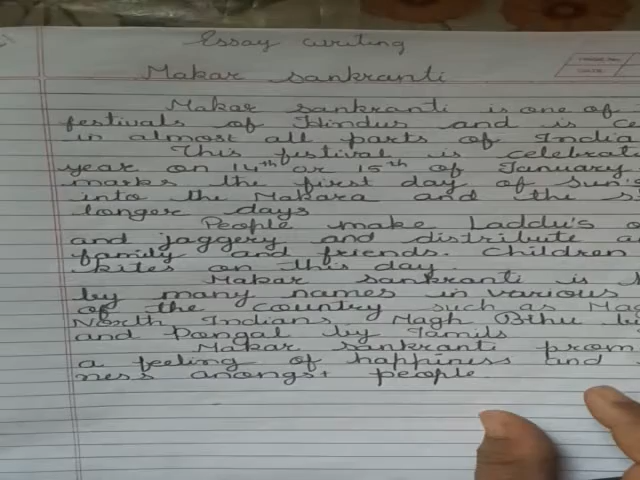 Essay writing
Makar sankranti
Makar sankranti is one of
festivals of Hindus and is ce
in almost all parts of India
This festival is celebrat
year on 14th or 15th of January
marks the first day of sun's
into the Makara and the s
longer days
People make Laddu's o
and jaggery and distribute a
family and friends. Children
kites on this day.
Makar sankranti is k
by many names in various
of the country such as Mag
North Indians, Magh Bihu
and Pongal by Tamils
Makar sankranti prom
a feeling of happiness and
ness anongst people